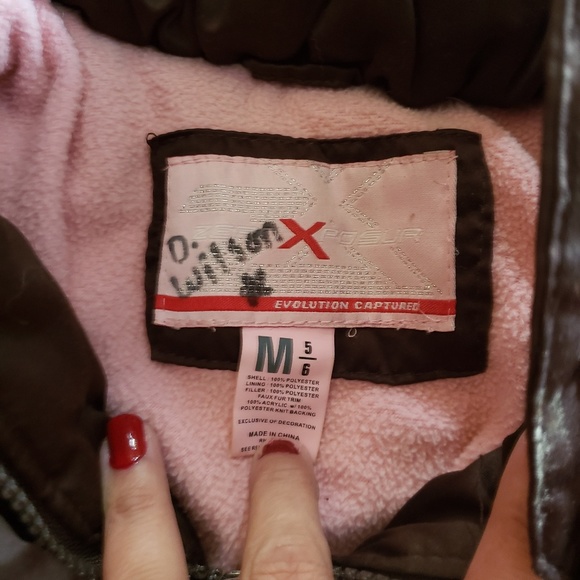 D.
Wilson
X
EVOLUTION CAPTURED
M 5/6
SHELL: 100% POLYESTER
LINING: 100% POLYESTER
FILLER: 100% POLYESTER
FAUX FUR TRIM
100% ACRYLIC w/ 100%
POLYESTER KNIT BACKING
EXCLUSIVE OF DECORATION
MADE IN CHINA